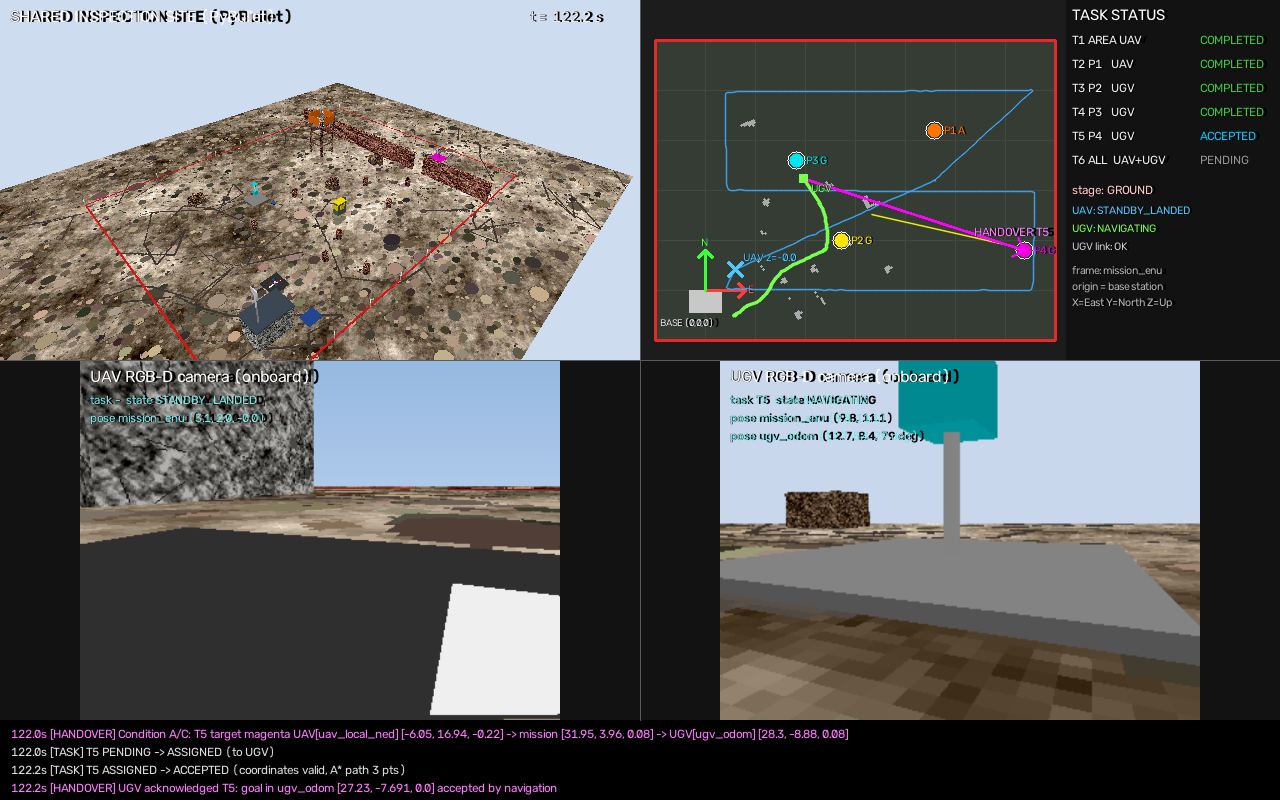 SHARED INSPECTION SITE (PyBullet)
t = 122.2 s
P1 A
P3 G
UGV
P2 G
HANDOVER T5
P4 G
N
E
UAV z=-0.0
BASE (0,0,0)
TASK STATUS
T1 AREA UAV COMPLETED
T2 P1 UAV COMPLETED
T3 P2 UGV COMPLETED
T4 P3 UGV COMPLETED
T5 P4 UGV ACCEPTED
T6 ALL UAV+UGV PENDING
stage: GROUND
UAV: STANDBY_LANDED
UGV: NAVIGATING
UGV link: OK
frame: mission_enu
origin = base station
X=East Y=North Z=Up
UAV RGB-D camera (onboard)
task - state STANDBY_LANDED
pose mission_enu (3.1, 2.0, -0.0)
UGV RGB-D camera (onboard)
task T5 state NAVIGATING
pose mission_enu (9.8, 11.1)
pose ugv_odom (12.7, 8.4, 79 deg)
122.0s [HANDOVER] Condition A/C: T5 target magenta UAV[uav_local_ned] [-6.05, 16.94, -0.22] -> mission [31.95, 3.96, 0.08] -> UGV[ugv_odom] [28.3, -8.88, 0.08]
122.0s [TASK] T5 PENDING -> ASSIGNED (to UGV)
122.2s [TASK] T5 ASSIGNED -> ACCEPTED (coordinates valid, A* path 3 pts)
122.2s [HANDOVER] UGV acknowledged T5: goal in ugv_odom [27.23, -7.691, 0.0] accepted by navigation